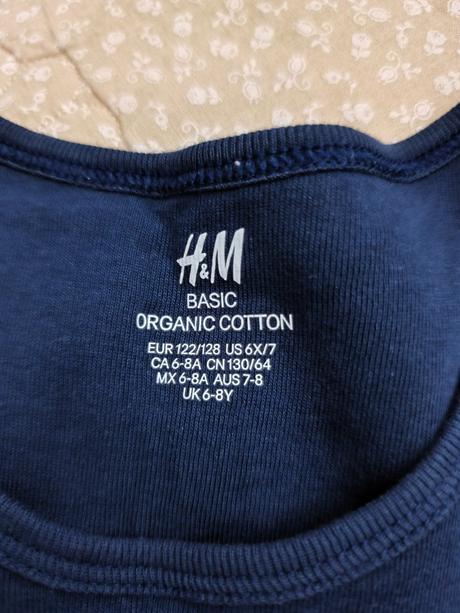 H&M
BASIC
ORGANIC COTTON
EUR 122/128 US 6X/7
CA 6-8A CN 130/64
MX 6-8A AUS 7-8
UK 6-8Y